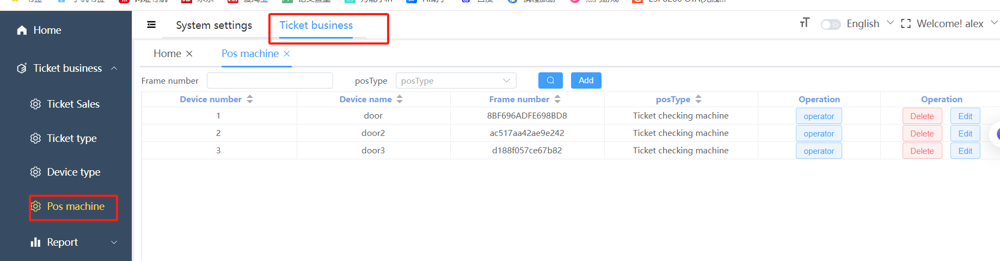 System settings
Ticket business
English
Welcome! alex
Home
Ticket business
Ticket Sales
Ticket type
Device type
Pos machine
Report
Home
Pos machine
Frame number
posType
posType
Add
Device number Device name Frame number posType Operation Operation
1 door 8BF696ADFE698BD8 Ticket checking machine operator Delete Edit
2 door2 ac517aa42ae9e242 Ticket checking machine operator Delete Edit
3 door3 d188f057ce67b82 Ticket checking machine operator Delete Edit